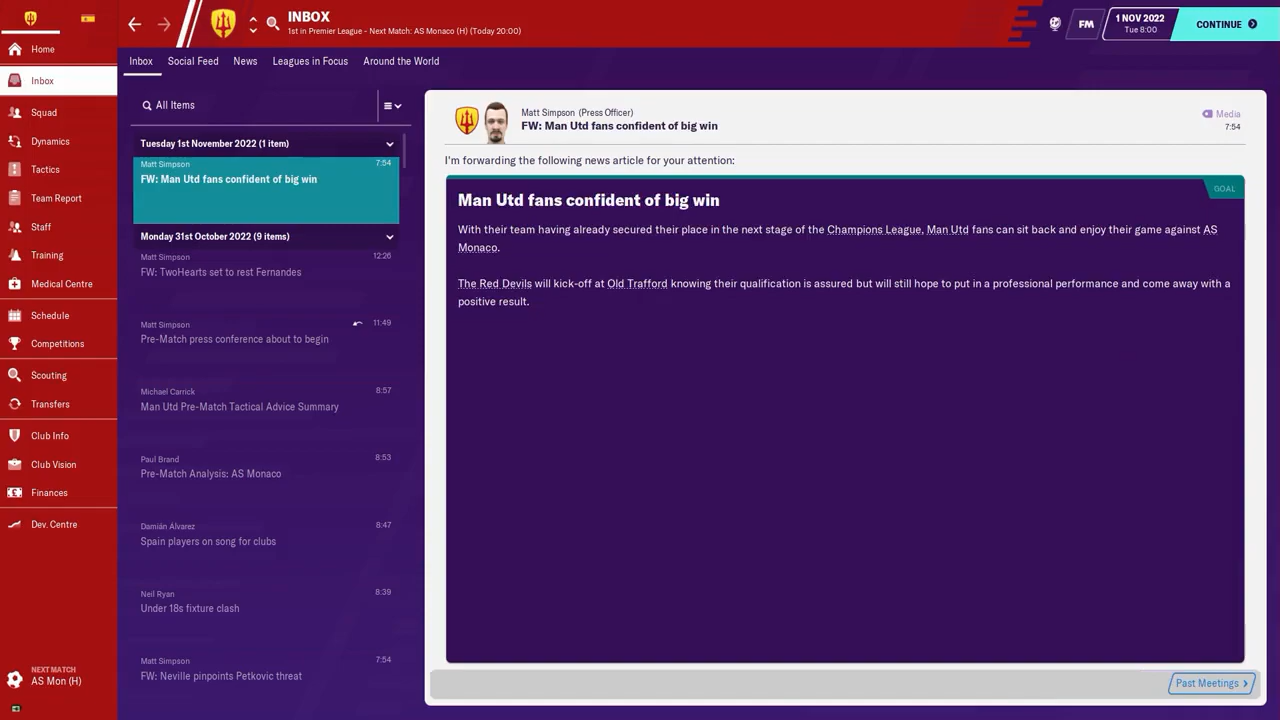 INBOX
1st in Premier League - Next Match: AS Monaco (H) (Today 20:00)
FM
1 NOV 2022
Tue 8:00
CONTINUE
Home
Inbox
Squad
Dynamics
Tactics
Team Report
Staff
Training
Medical Centre
Schedule
Competitions
Scouting
Transfers
Club Info
Club Vision
Finances
Dev. Centre
NEXT MATCH
AS Mon (H)
Inbox
Social Feed
News
Leagues in Focus
Around the World
All Items
Tuesday 1st November 2022 (1 item)
Matt Simpson 7:54
FW: Man Utd fans confident of big win
Monday 31st October 2022 (9 items)
12:26
FW: TwoHearts set to rest Fernandes
Matt Simpson 11:49
Pre-Match press conference about to begin
Michael Carrick 8:57
Man Utd Pre-Match Tactical Advice Summary
Paul Brand 8:53
Pre-Match Analysis: AS Monaco
Damián Alvarez 8:47
Spain players on song for clubs
Neil Ryan 8:39
Under 18s fixture clash
Matt Simpson 7:54
FW: Neville pinpoints Petkovic threat
Matt Simpson (Press Officer)
FW: Man Utd fans confident of big win
Media
7:54
I'm forwarding the following news article for your attention:
GOAL
Man Utd fans confident of big win
With their team having already secured their place in the next stage of the Champions League, Man Utd fans can sit back and enjoy their game against AS
Monaco.
The Red Devils will kick-off at Old Trafford knowing their qualification is assured but will still hope to put in a professional performance and come away with a
positive result.
Past Meetings